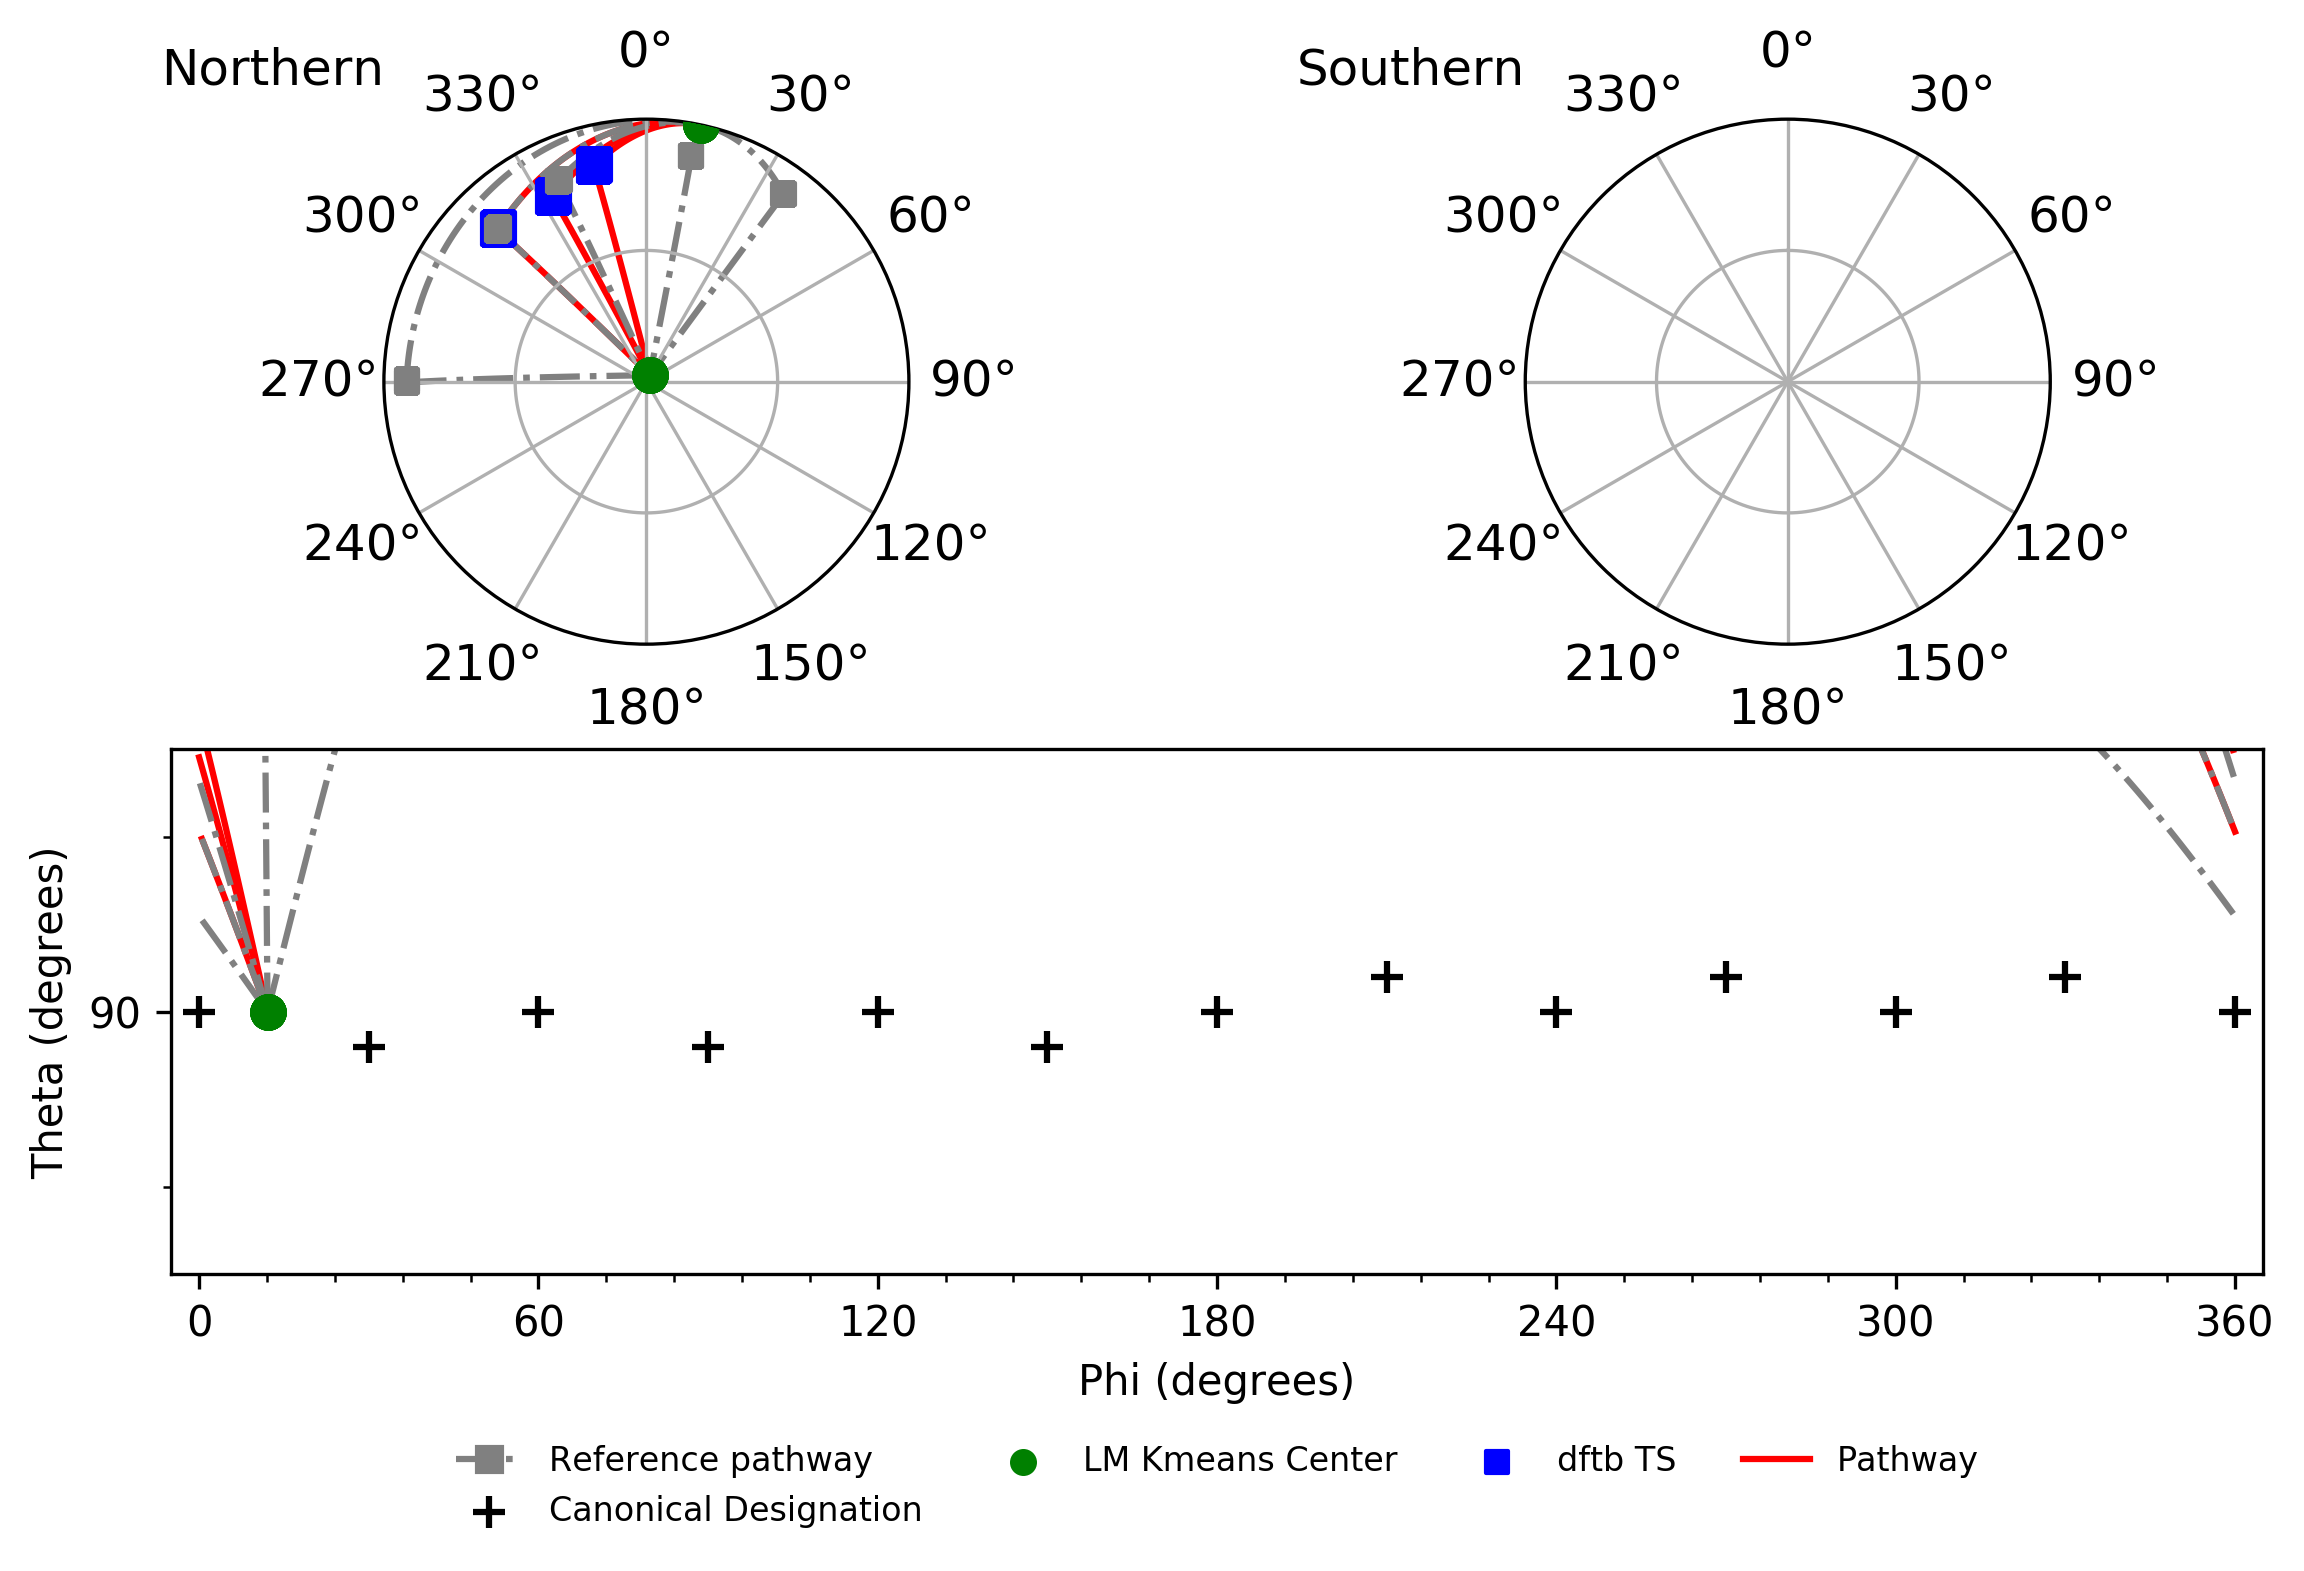 Northern
0°
330°
30°
300°
60°
270°
90°
240°
120°
210°
150°
180°
Southern
0°
330°
30°
300°
60°
270°
90°
240°
120°
210°
150°
180°
Theta (degrees)
90
0 60 120 180 240 300 360
Phi (degrees)
Reference pathway
Canonical Designation
LM Kmeans Center
dftb TS
Pathway